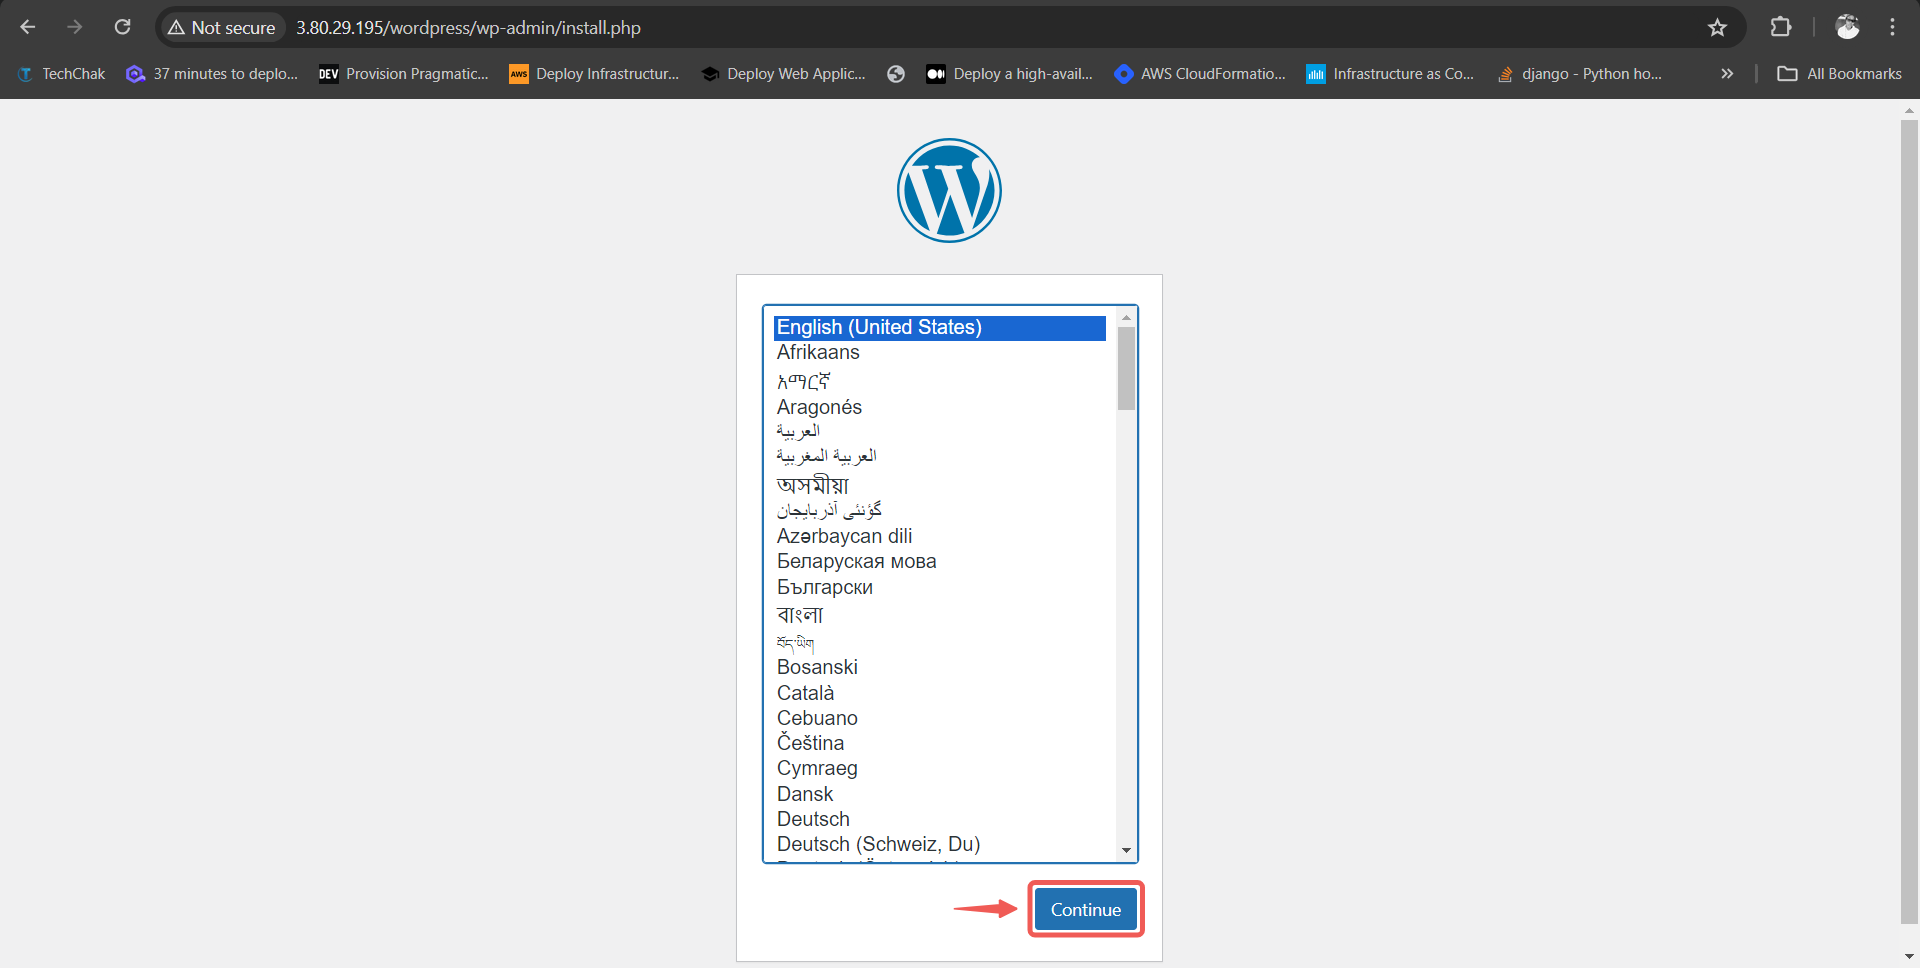 Not secure 3.80.29.195/wordpress/wp-admin/install.php
TechChak 37 minutes to deplo... DEV Provision Pragmatic... AWS Deploy Infrastructur... Deploy Web Applic... Deploy a high-avail... AWS CloudFormatio... Infrastructure as Co... django - Python ho... » All Bookmarks
English (United States)
Afrikaans
አማርኛ
Aragonés
العربية
العربية المغربية
অসমীয়া
گؤنئی آذربایجان
Azərbaycan dili
Беларуская мова
Български
বাংলা
བོད་ཡིག
Bosanski
Català
Cebuano
Čeština
Cymraeg
Dansk
Deutsch
Deutsch (Schweiz, Du)
Continue